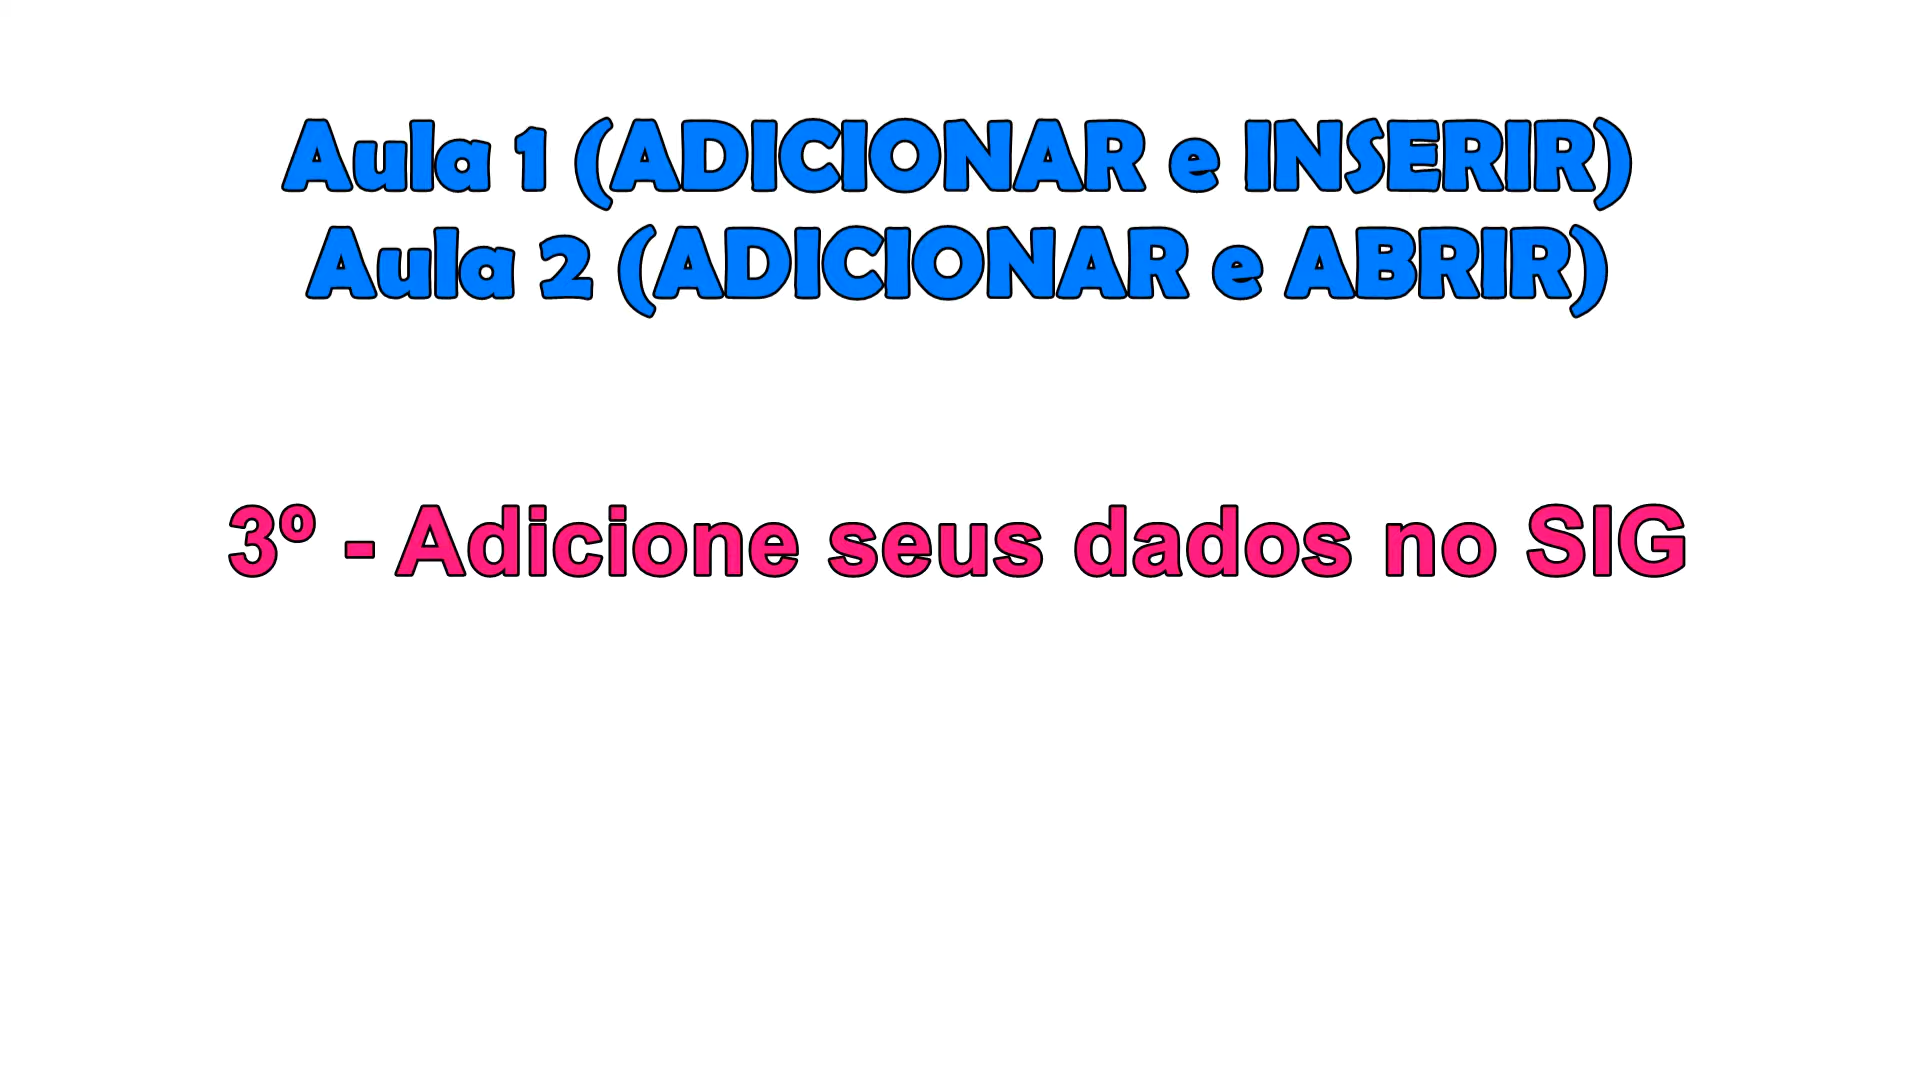 Aula 1 (ADICIONAR e INSERIR)
Aula 2 (ADICIONAR e ABRIR)
3º - Adicione seus dados no SIG